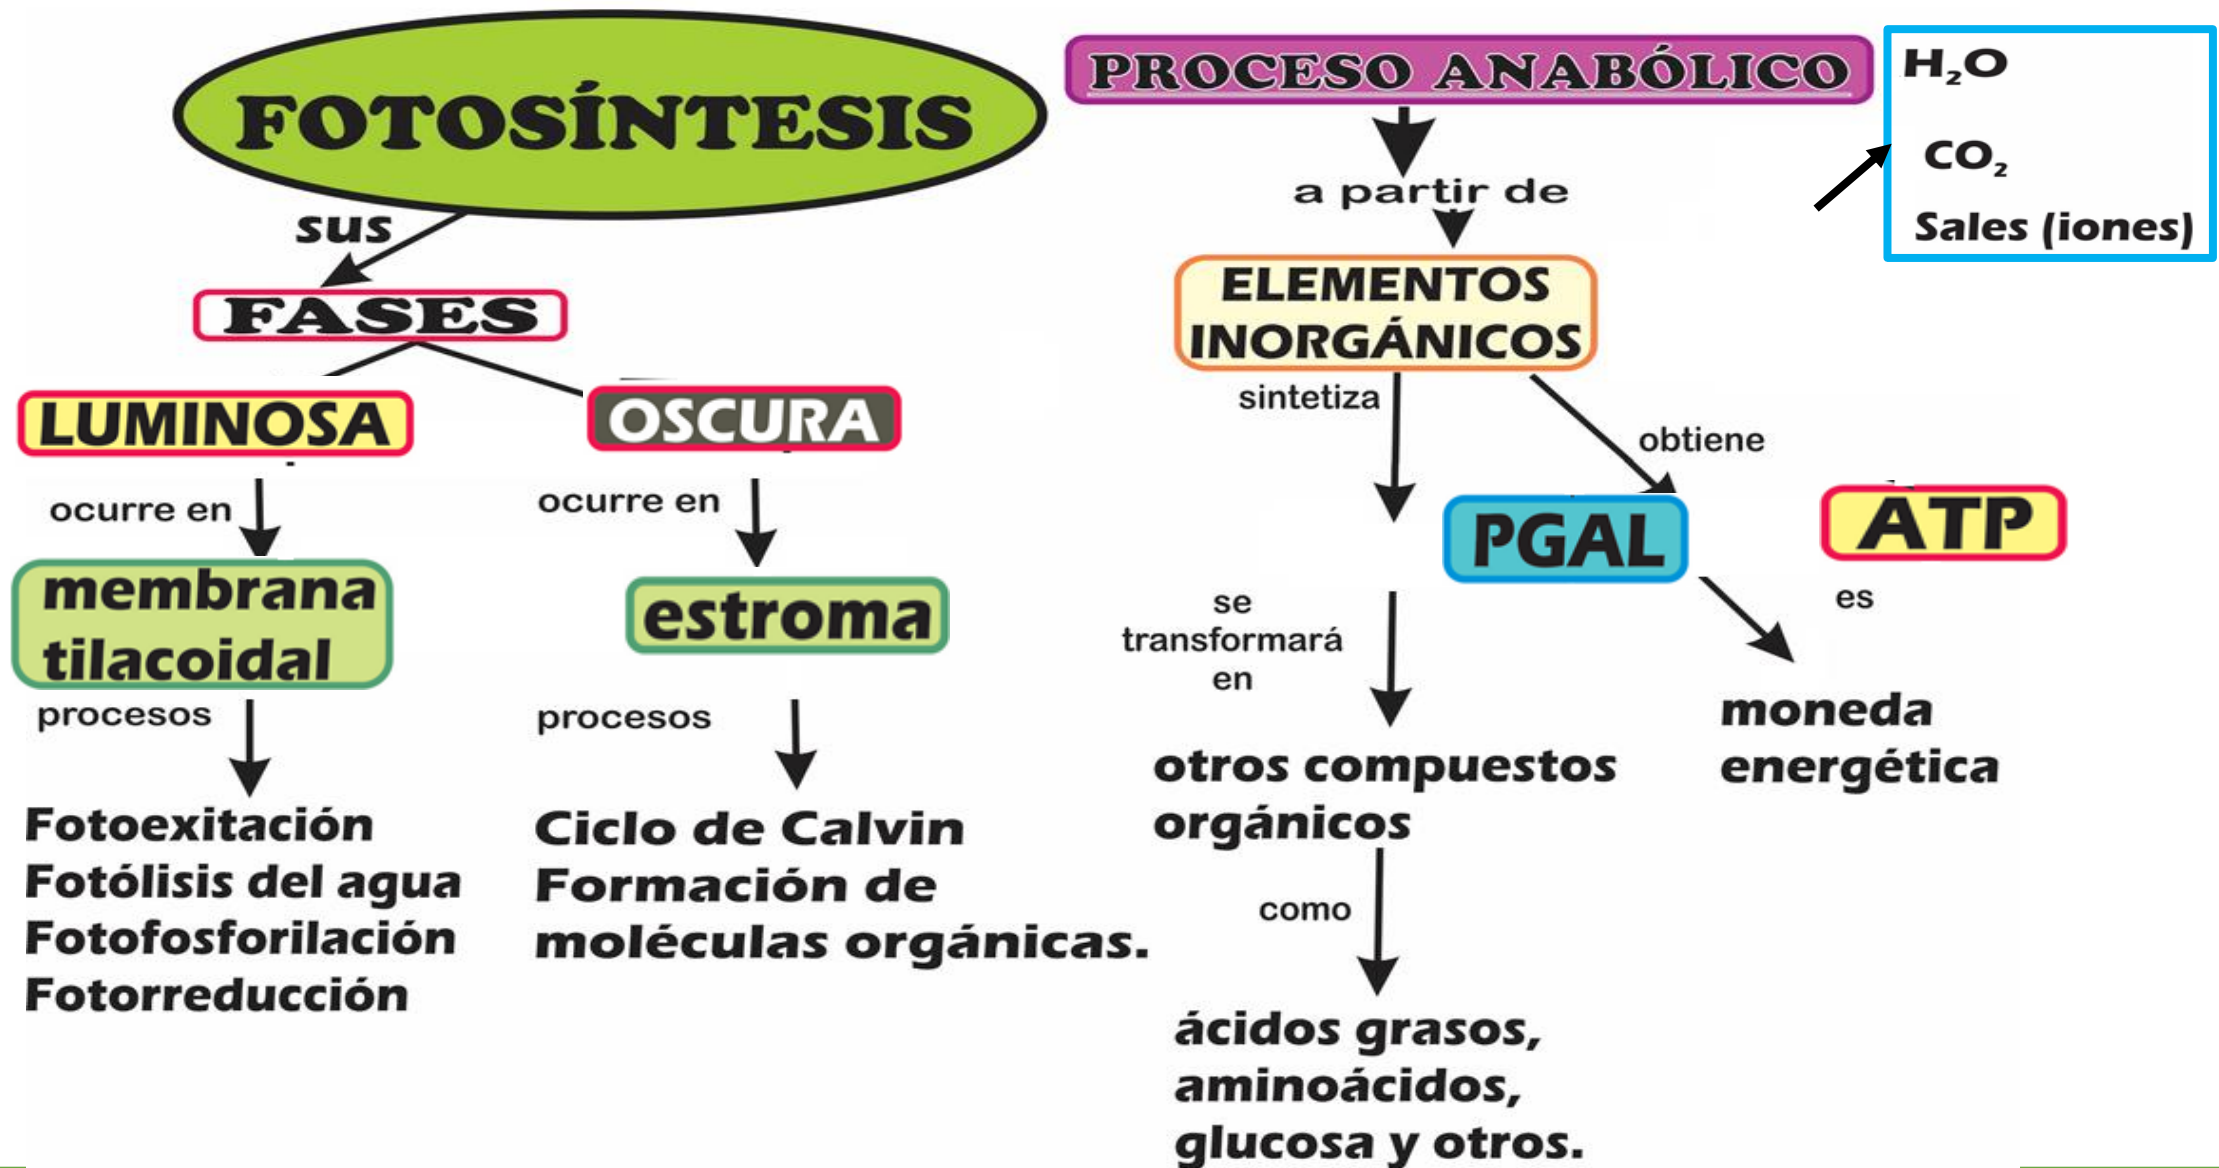 FOTOSÍNTESIS
sus
FASES
LUMINOSA
ocurre en
membrana
tilacoidal
procesos
Fotoexitación
Fotólisis del agua
Fotofosforilación
Fotorreducción
OSCURA
ocurre en
estroma
procesos
Ciclo de Calvin
Formación de
moléculas orgánicas.
PROCESO ANABÓLICO
a partir de
ELEMENTOS
INORGÁNICOS
H₂O
CO₂
Sales (iones)
sintetiza
obtiene
PGAL
ATP
se
transformará
en
es
otros compuestos
orgánicos
moneda
energética
como
ácidos grasos,
aminoácidos,
glucosa y otros.